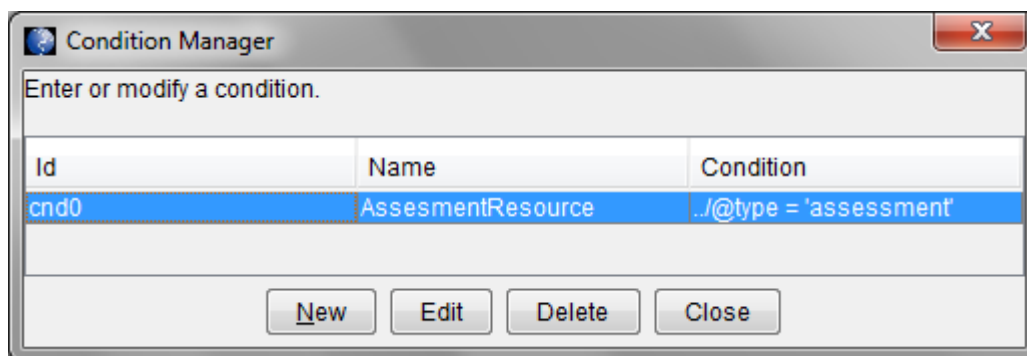 Condition Manager
Enter or modify a condition.
Id Name Condition
cnd0 AssesmentResource ../@type = 'assessment'
New Edit Delete Close